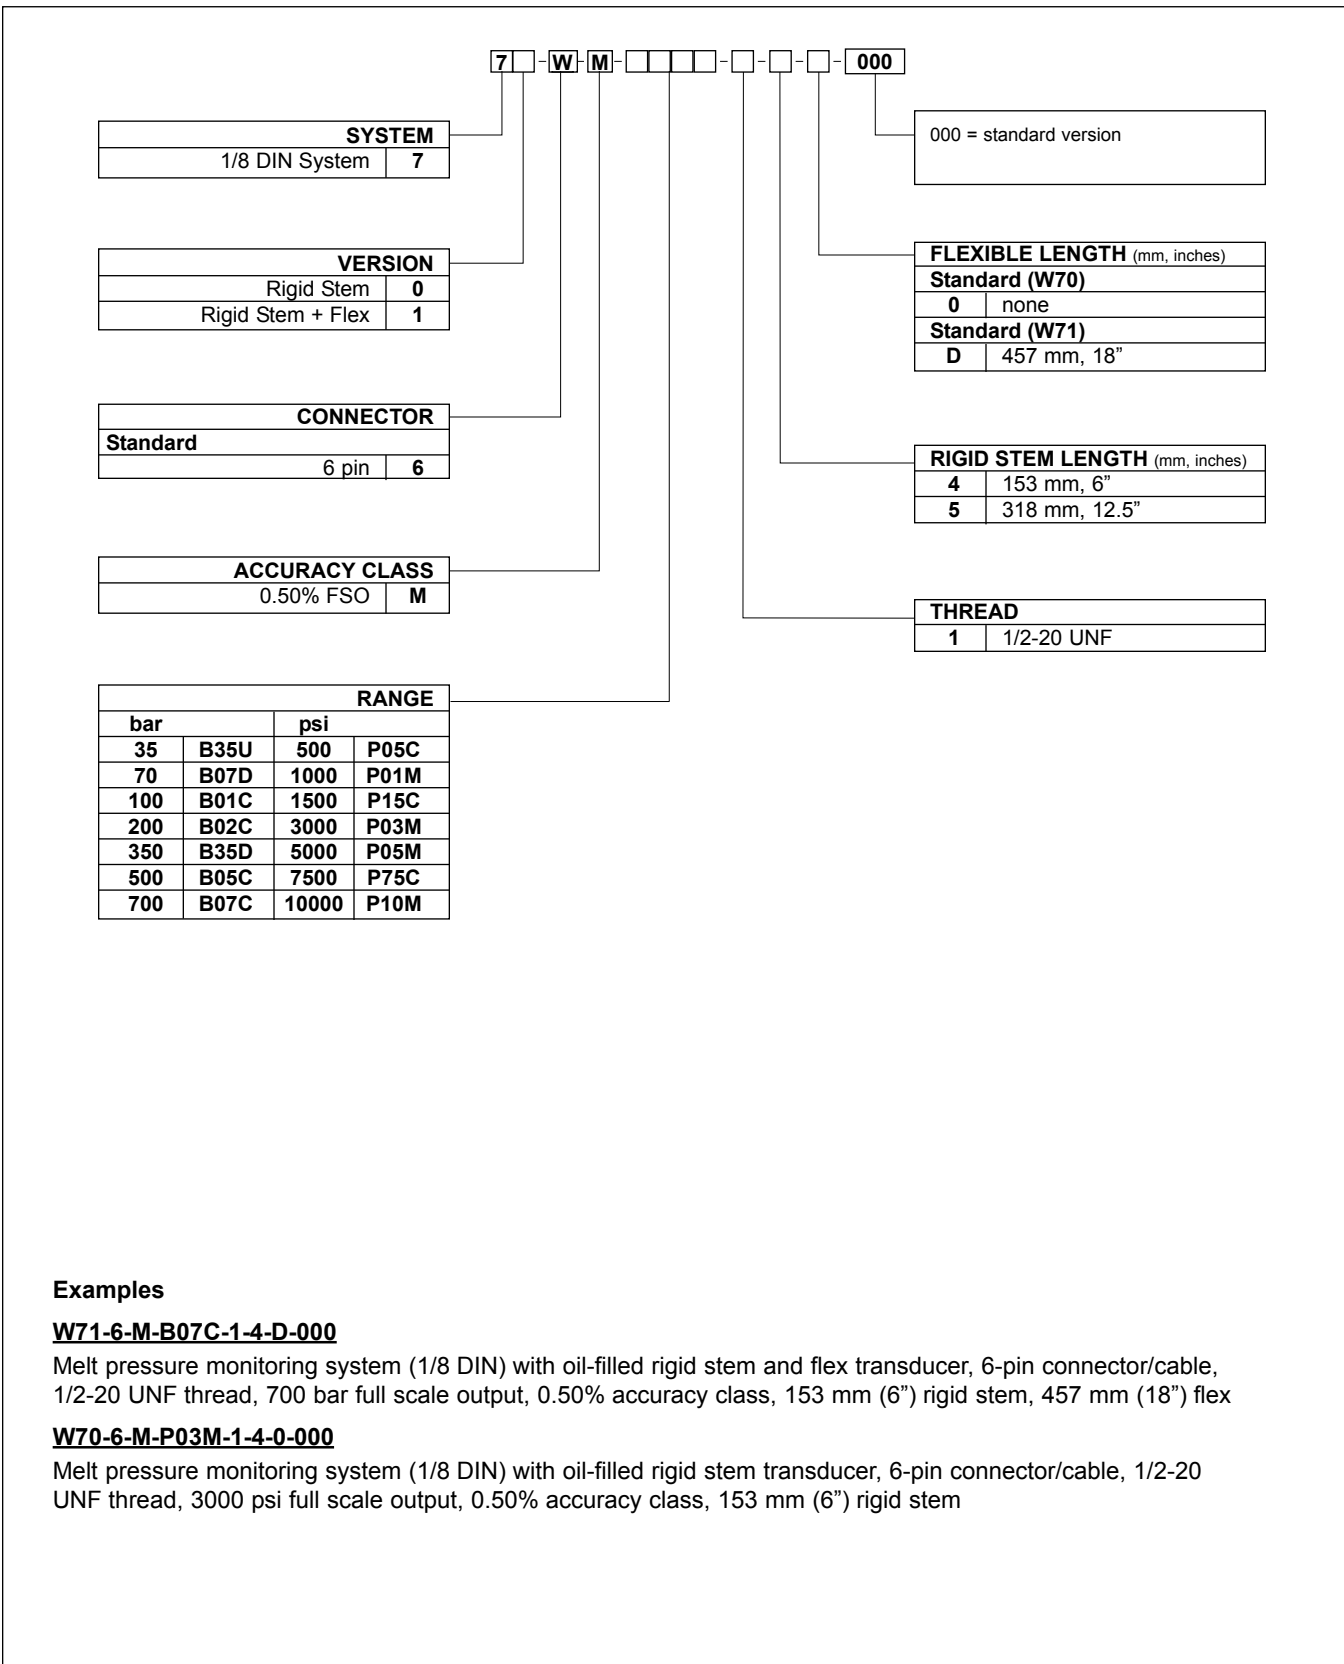 7 - W - M - - - - - 000
SYSTEM
1/8 DIN System 7
VERSION
Rigid Stem 0
Rigid Stem + Flex 1
CONNECTOR
Standard
6 pin 6
ACCURACY CLASS
0.50% FSO M
RANGE
bar psi
35 B35U 500 P05C
70 B07D 1000 P01M
100 B01C 1500 P15C
200 B02C 3000 P03M
350 B35D 5000 P05M
500 B05C 7500 P75C
700 B07C 10000 P10M
000 = standard version
FLEXIBLE LENGTH (mm, inches)
Standard (W70)
0 none
Standard (W71)
D 457 mm, 18”
RIGID STEM LENGTH (mm, inches)
4 153 mm, 6”
5 318 mm, 12.5”
THREAD
1 1/2-20 UNF
Examples
W71-6-M-B07C-1-4-D-000
Melt pressure monitoring system (1/8 DIN) with oil-filled rigid stem and flex transducer, 6-pin connector/cable,
1/2-20 UNF thread, 700 bar full scale output, 0.50% accuracy class, 153 mm (6”) rigid stem, 457 mm (18”) flex
W70-6-M-P03M-1-4-0-000
Melt pressure monitoring system (1/8 DIN) with oil-filled rigid stem transducer, 6-pin connector/cable, 1/2-20
UNF thread, 3000 psi full scale output, 0.50% accuracy class, 153 mm (6”) rigid stem